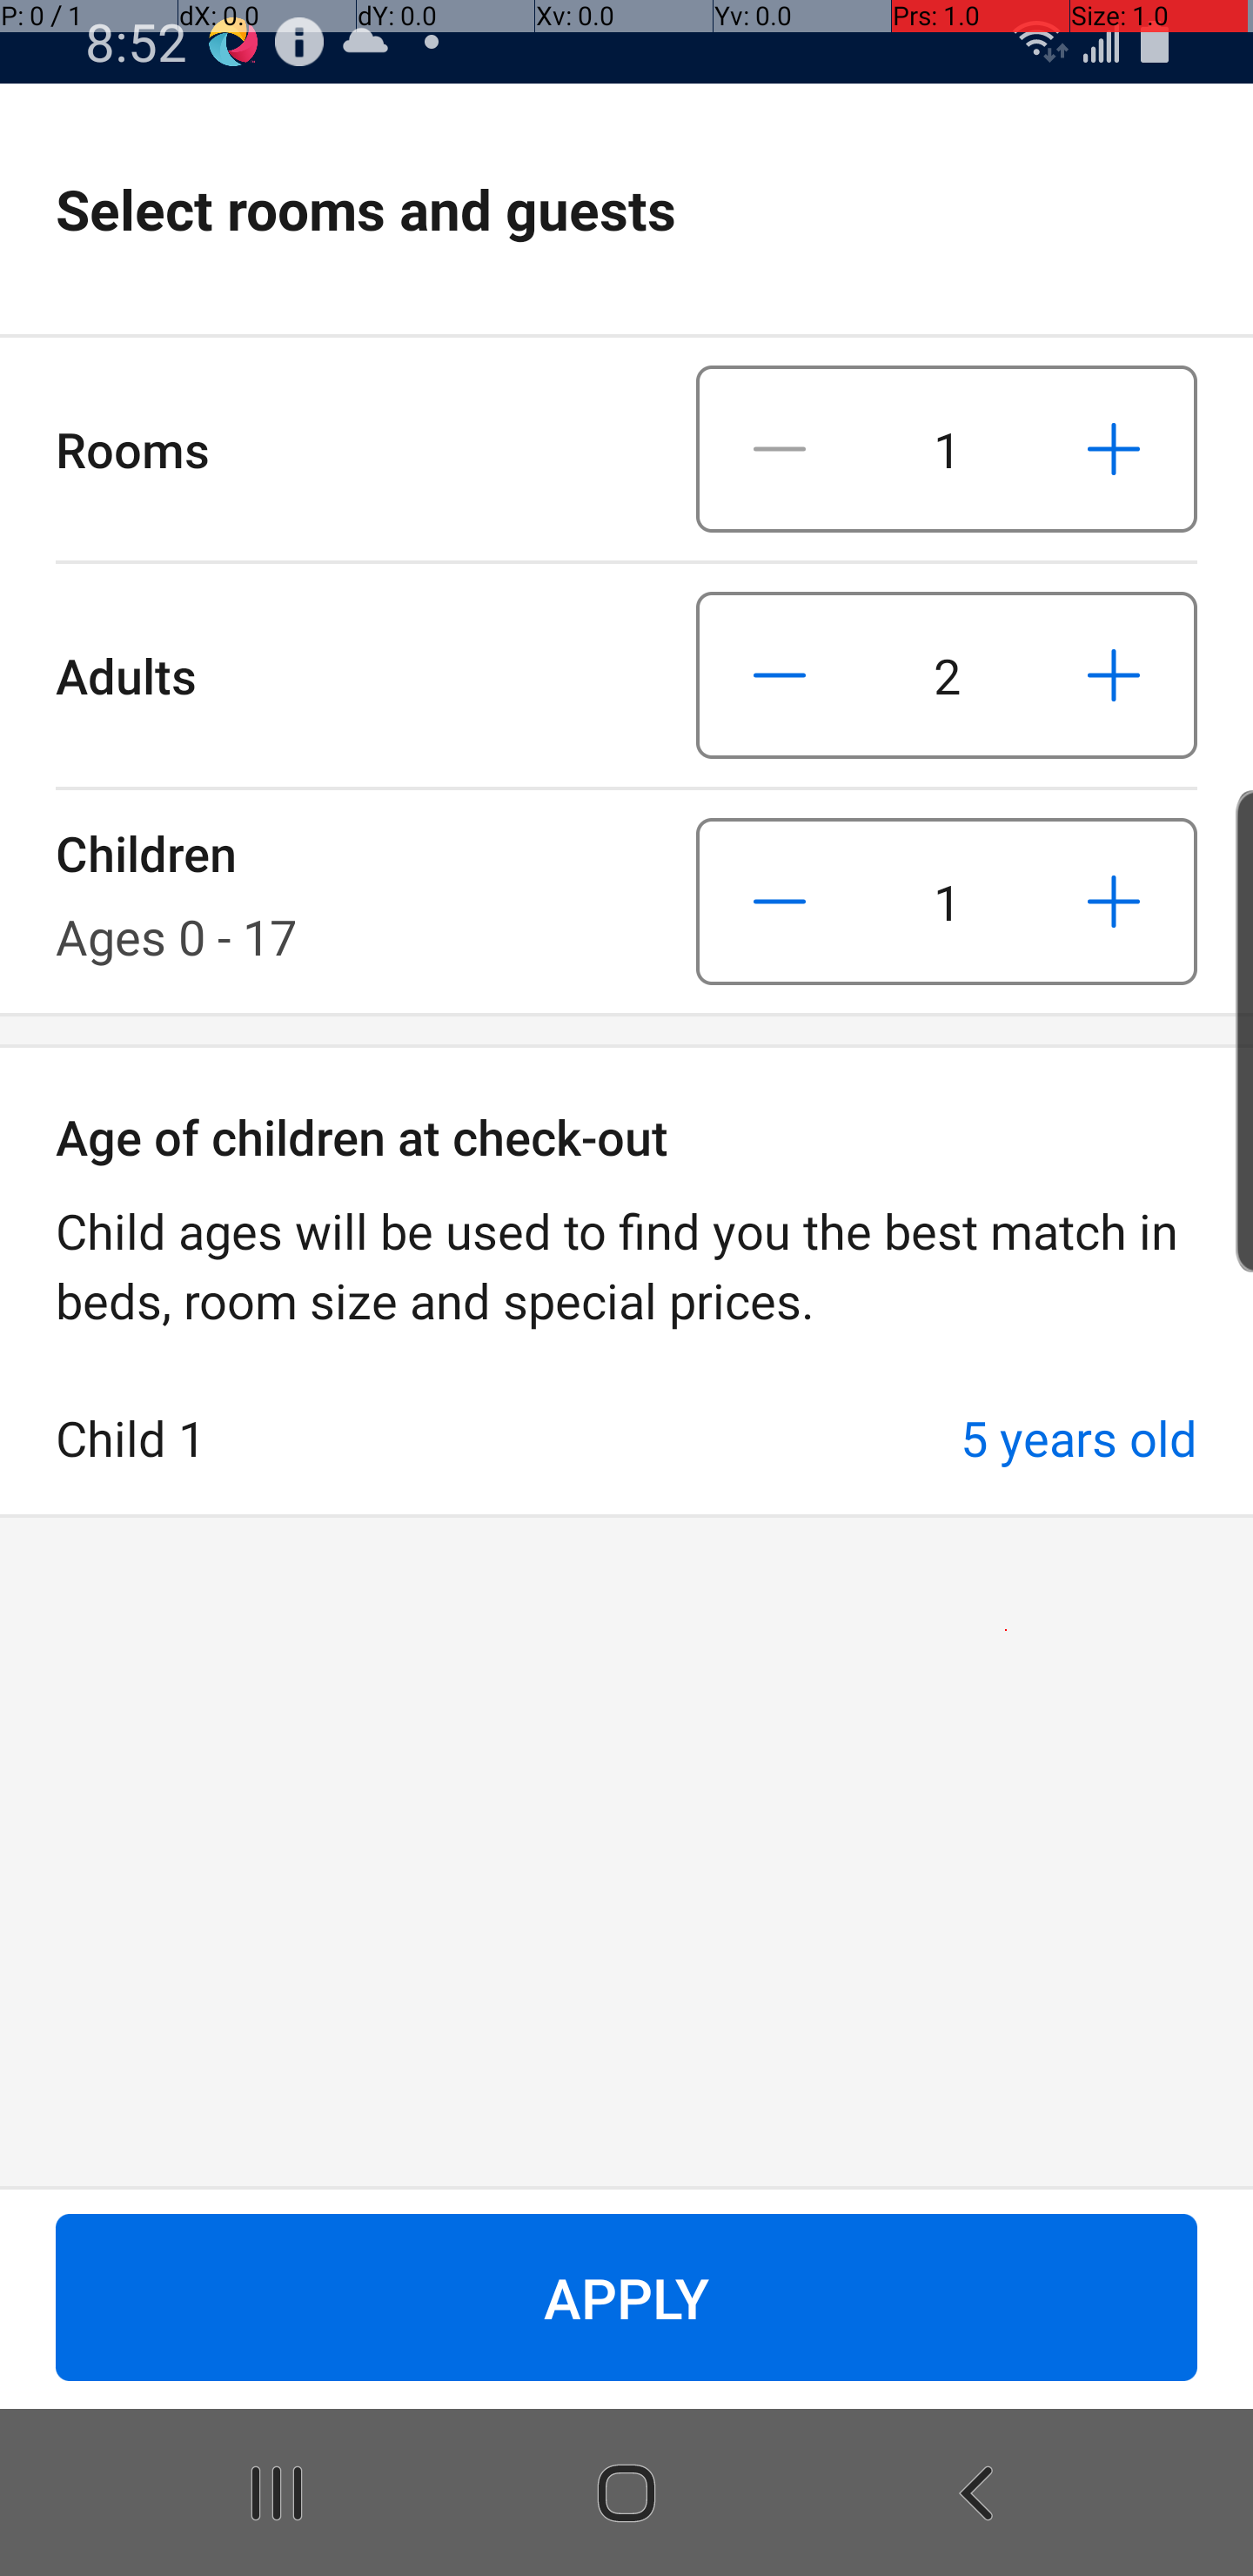 P: 0 / 1 dX: 0.0 dY: 0.0 Xv: 0.0 Yv: 0.0 Prs: 1.0 Size: 1.0
8:52
Select rooms and guests
Rooms 1
Adults 2
Children 1
Ages 0 - 17
Age of children at check-out
Child ages will be used to find you the best match in
beds, room size and special prices.
Child 1 5 years old
APPLY